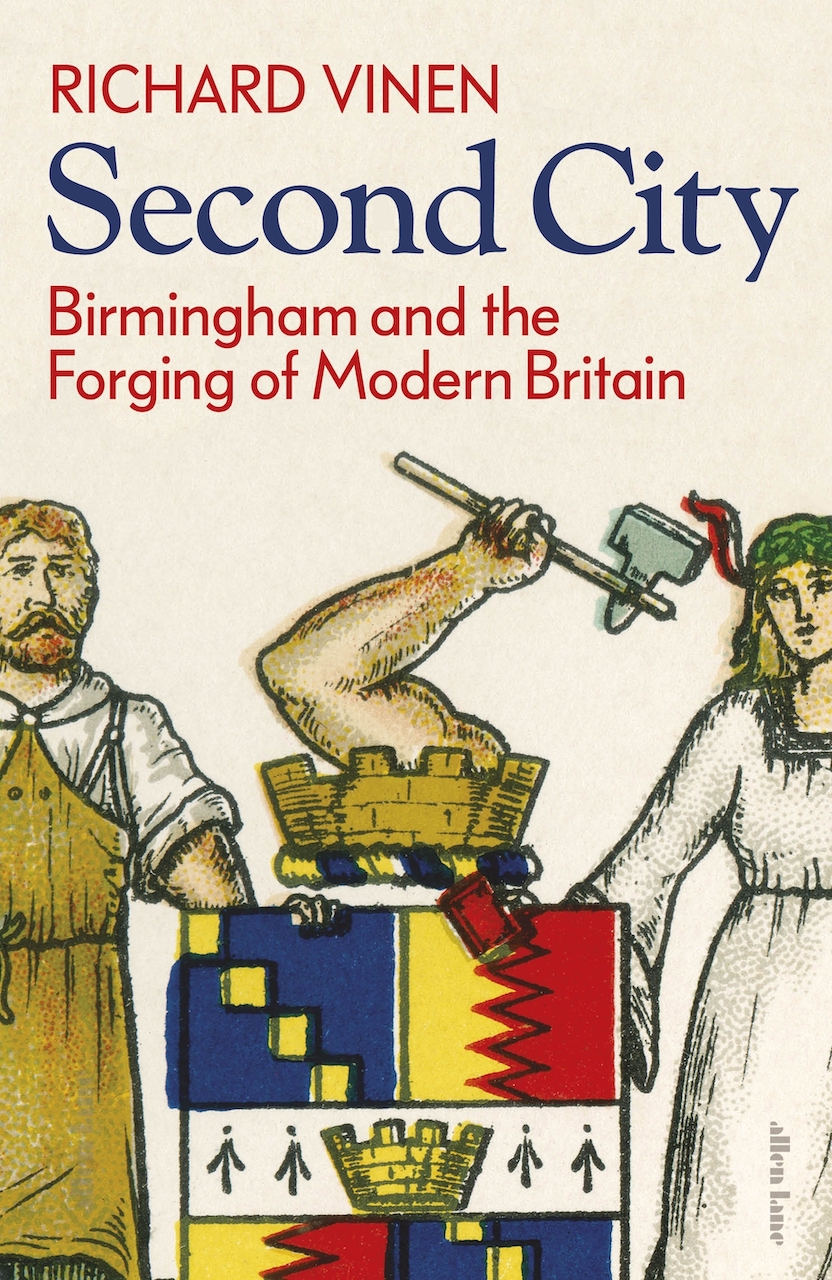 RICHARD VINEN
Second City
Birmingham and the
Forging of Modern Britain
allen lane